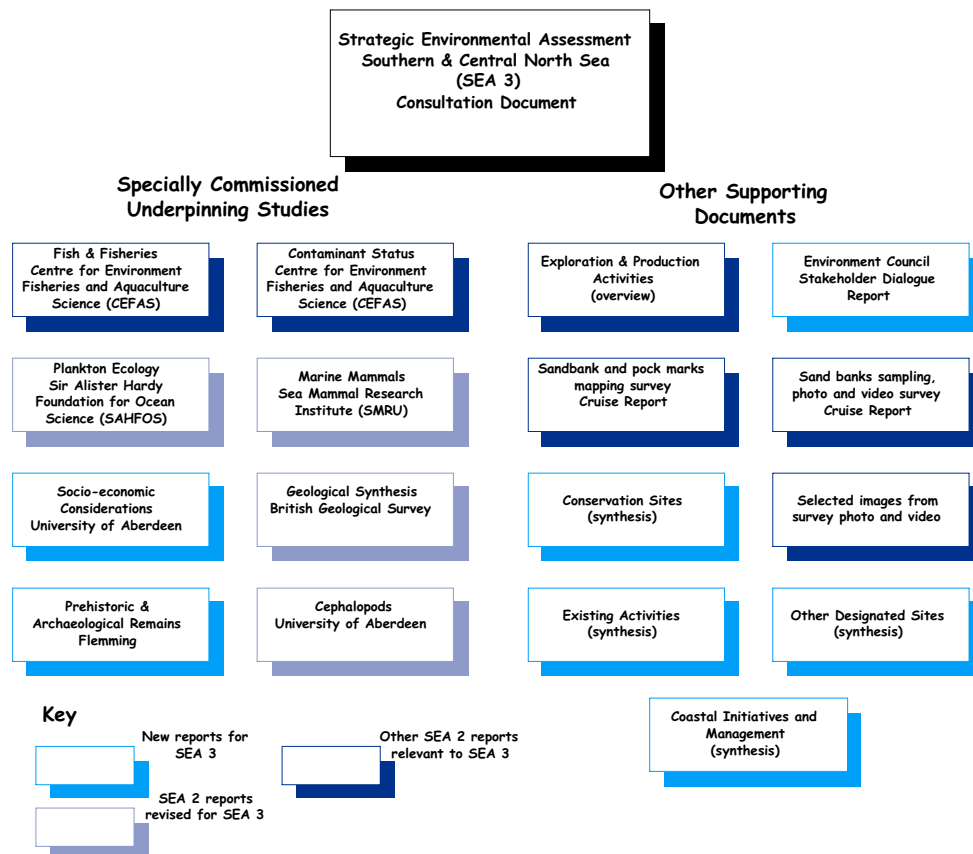 Strategic Environmental Assessment
Southern & Central North Sea
(SEA 3)
Consultation Document
Specially Commissioned
Underpinning Studies
Other Supporting
Documents
Fish & Fisheries
Centre for Environment
Fisheries and Aquaculture
Science (CEFAS)
Contaminant Status
Centre for Environment
Fisheries and Aquaculture
Science (CEFAS)
Exploration & Production
Activities
(overview)
Environment Council
Stakeholder Dialogue
Report
Plankton Ecology
Sir Alister Hardy
Foundation for Ocean
Science (SAHFOS)
Marine Mammals
Sea Mammal Research
Institute (SMRU)
Sandbank and pock marks
mapping survey
Cruise Report
Sand banks sampling,
photo and video survey
Cruise Report
Socio-economic
Considerations
University of Aberdeen
Geological Synthesis
British Geological Survey
Conservation Sites
(synthesis)
Selected images from
survey photo and video
Prehistoric &
Archaeological Remains
Flemming
Cephalopods
University of Aberdeen
Existing Activities
(synthesis)
Other Designated Sites
(synthesis)
Coastal Initiatives and
Management
(synthesis)
Key
New reports for
SEA 3
Other SEA 2 reports
relevant to SEA 3
SEA 2 reports
revised for SEA 3